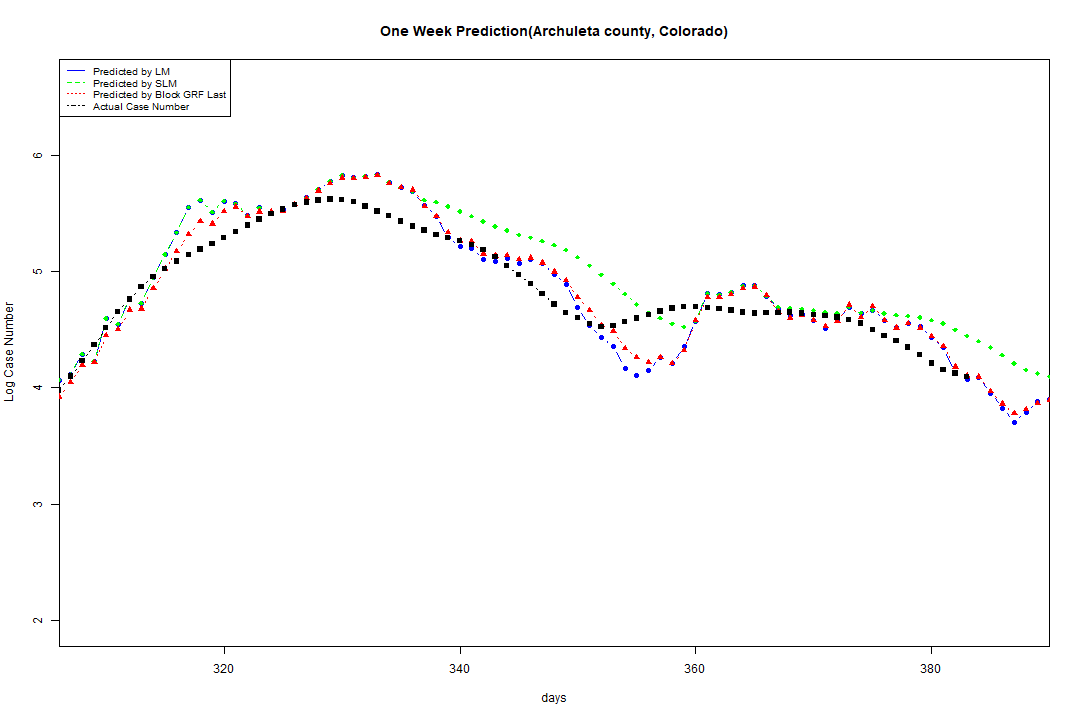 One Week Prediction(Archuleta county, Colorado)
Predicted by LM
Predicted by SLM
Predicted by Block GRF Last
Actual Case Number
6
5
4
3
2
Log Case Number
320 340 360 380
days